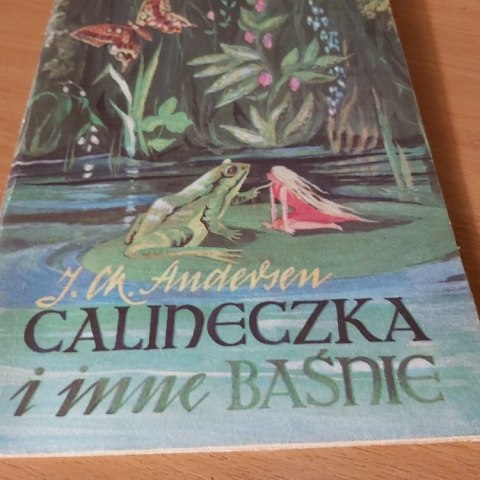 J. Ch. Andersen
CALINECZKA
i inne BAŚNIE